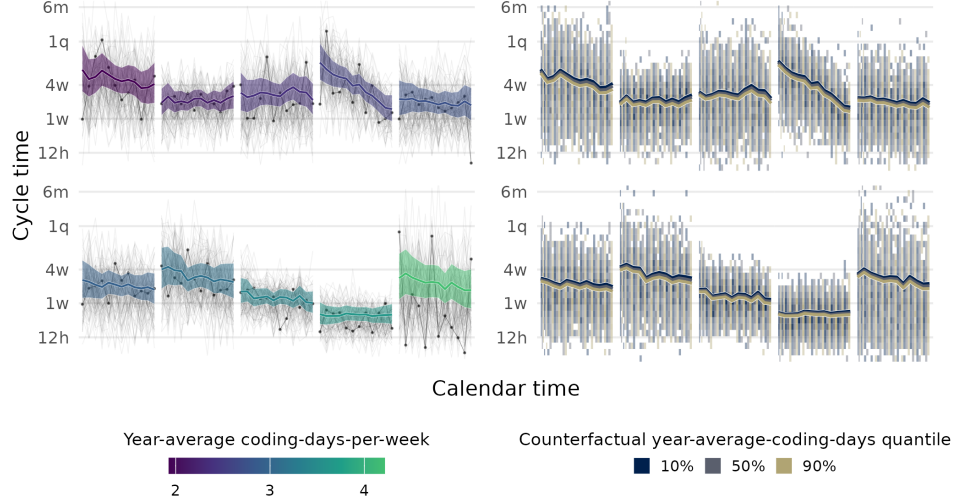 6m
1q
4w
1w
12h
6m
1q
4w
1w
12h
6m
1q
4w
1w
12h
6m
1q
4w
1w
12h
Cycle time
Calendar time
Year-average coding-days-per-week
2 3 4
Counterfactual year-average-coding-days quantile
10% 50% 90%